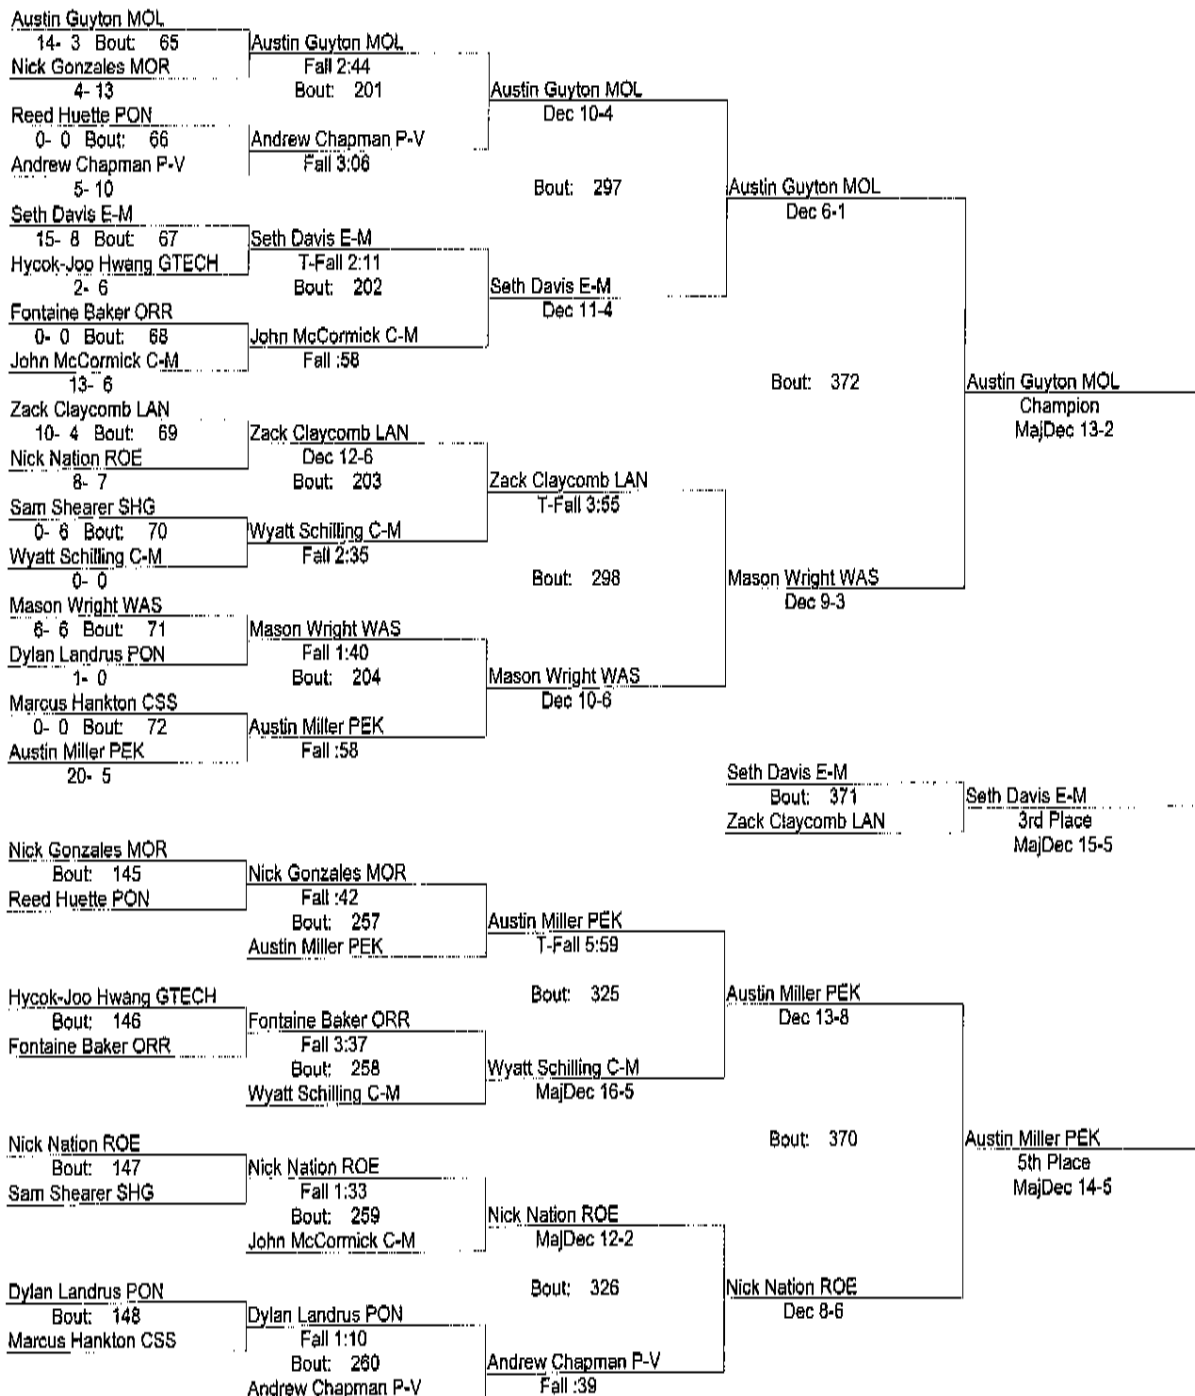 Austin Guyton MOL
14- 3 Bout: 65
Nick Gonzales MOR
4- 13
Reed Huette PON
0- 0 Bout: 66
Andrew Chapman P-V
5- 10
Seth Davis E-M
15- 8 Bout: 67
Hycok-Joo Hwang GTECH
2- 6
Fontaine Baker ORR
0- 0 Bout: 68
John McCormick C-M
13- 6
Zack Claycomb LAN
10- 4 Bout: 69
Nick Nation ROE
8- 7
Sam Shearer SHG
0- 6 Bout: 70
Wyatt Schilling C-M
0- 0
Mason Wright WAS
6- 6 Bout: 71
Dylan Landrus PON
1- 0
Marcus Hankton CSS
0- 0 Bout: 72
Austin Miller PEK
20- 5
Austin Guyton MOL
Fall 2:44
Bout: 201
Andrew Chapman P-V
Fall 3:06
Seth Davis E-M
T-Fall 2:11
Bout: 202
John McCormick C-M
Fall :58
Zack Claycomb LAN
Dec 12-6
Bout: 203
Wyatt Schilling C-M
Fall 2:35
Mason Wright WAS
Fall 1:40
Bout: 204
Austin Miller PEK
Fall :58
Austin Guyton MOL
Dec 10-4
Bout: 297
Seth Davis E-M
Dec 11-4
Zack Claycomb LAN
T-Fall 3:55
Bout: 298
Mason Wright WAS
Dec 10-6
Austin Guyton MOL
Dec 6-1
Bout: 372
Mason Wright WAS
Dec 9-3
Austin Guyton MOL
Champion
MajDec 13-2
Seth Davis E-M
Bout: 371
Zack Claycomb LAN
Seth Davis E-M
3rd Place
MajDec 15-5
Nick Gonzales MOR
Bout: 145
Reed Huette PON
Hycok-Joo Hwang GTECH
Bout: 146
Fontaine Baker ORR
Nick Nation ROE
Bout: 147
Sam Shearer SHG
Dylan Landrus PON
Bout: 148
Marcus Hankton CSS
Nick Gonzales MOR
Fall :42
Bout: 257
Austin Miller PEK
Fontaine Baker ORR
Fall 3:37
Bout: 258
Wyatt Schilling C-M
Nick Nation ROE
Fall 1:33
Bout: 259
John McCormick C-M
Dylan Landrus PON
Fall 1:10
Bout: 260
Andrew Chapman P-V
Austin Miller PEK
T-Fall 5:59
Bout: 325
Wyatt Schilling C-M
MajDec 16-5
Nick Nation ROE
MajDec 12-2
Bout: 326
Andrew Chapman P-V
Fall :39
Austin Miller PEK
Dec 13-8
Bout: 370
Nick Nation ROE
Dec 8-6
Austin Miller PEK
5th Place
MajDec 14-5